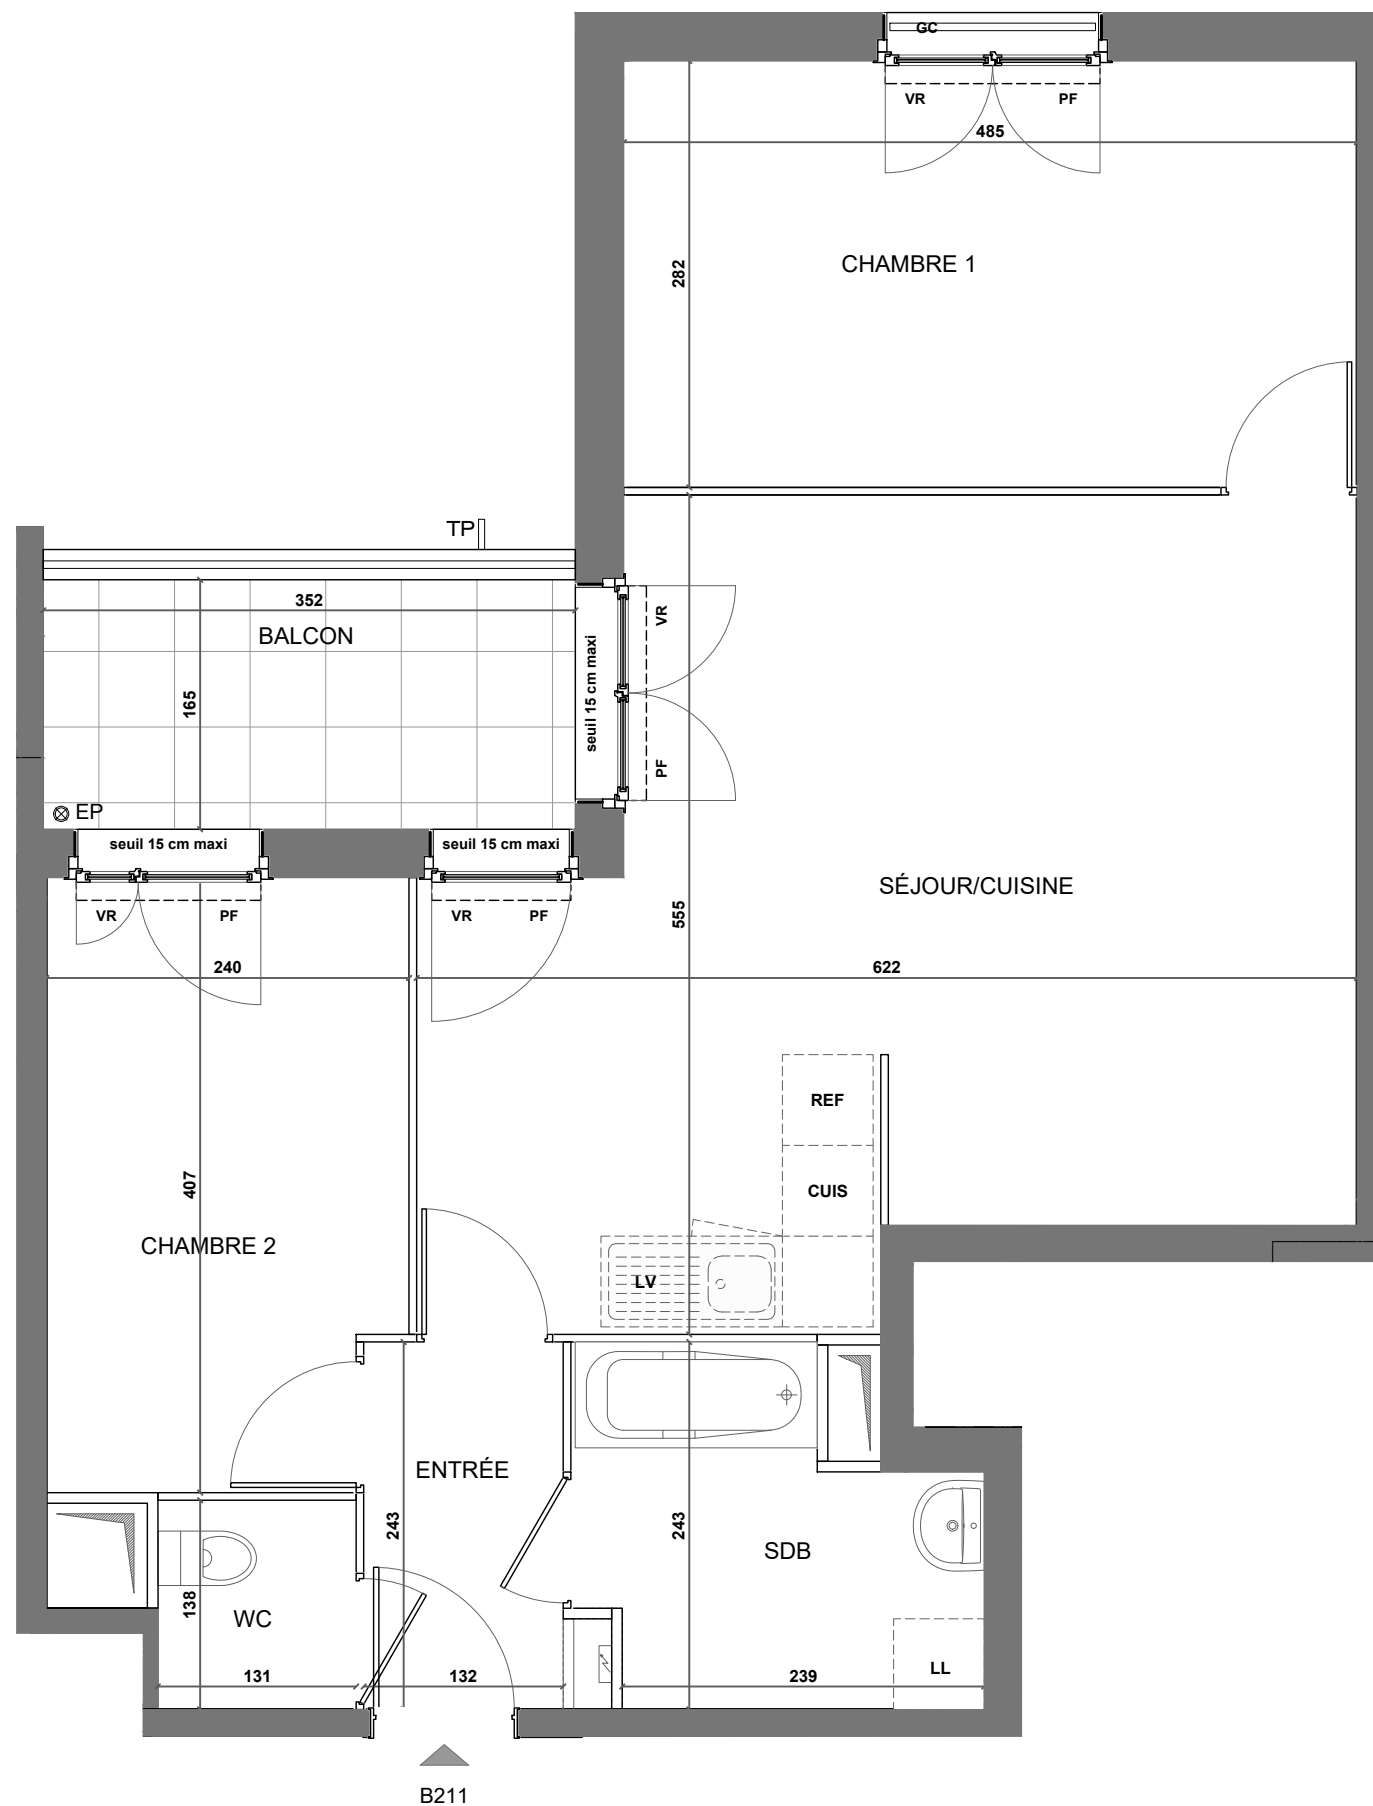 GC
VR
PF
485
CHAMBRE 1
282
TP
352
BALCON
VR
seuil 15 cm maxi
165
PF
EP
seuil 15 cm maxi
seuil 15 cm maxi
SÉJOUR/CUISINE
VR
PF
VR
PF
555
240
622
REF
407
CUIS
CHAMBRE 2
LV
ENTRÉE
243
243
SDB
138
WC
LL
131
132
239
B211